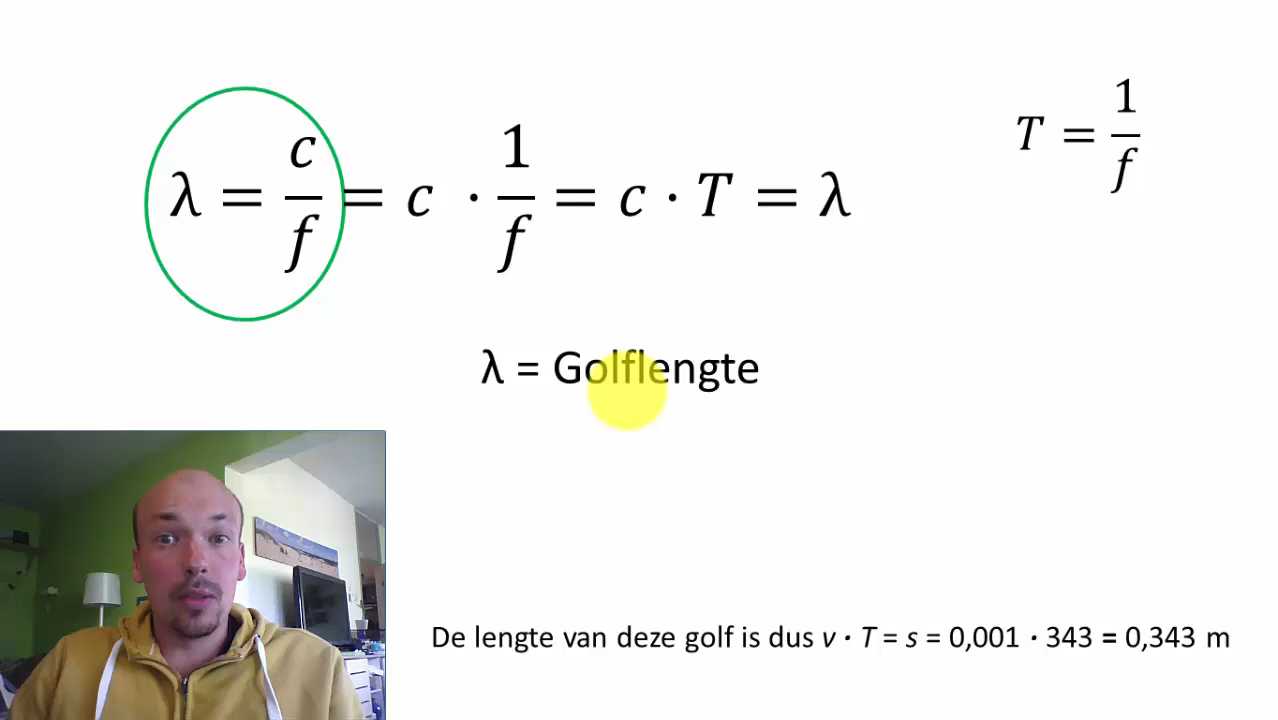 λ = c/f = c · 1/f = c · T = λ
T = 1/f
λ = Golflengte
De lengte van deze golf is dus v · T = s = 0,001 · 343 = 0,343 m